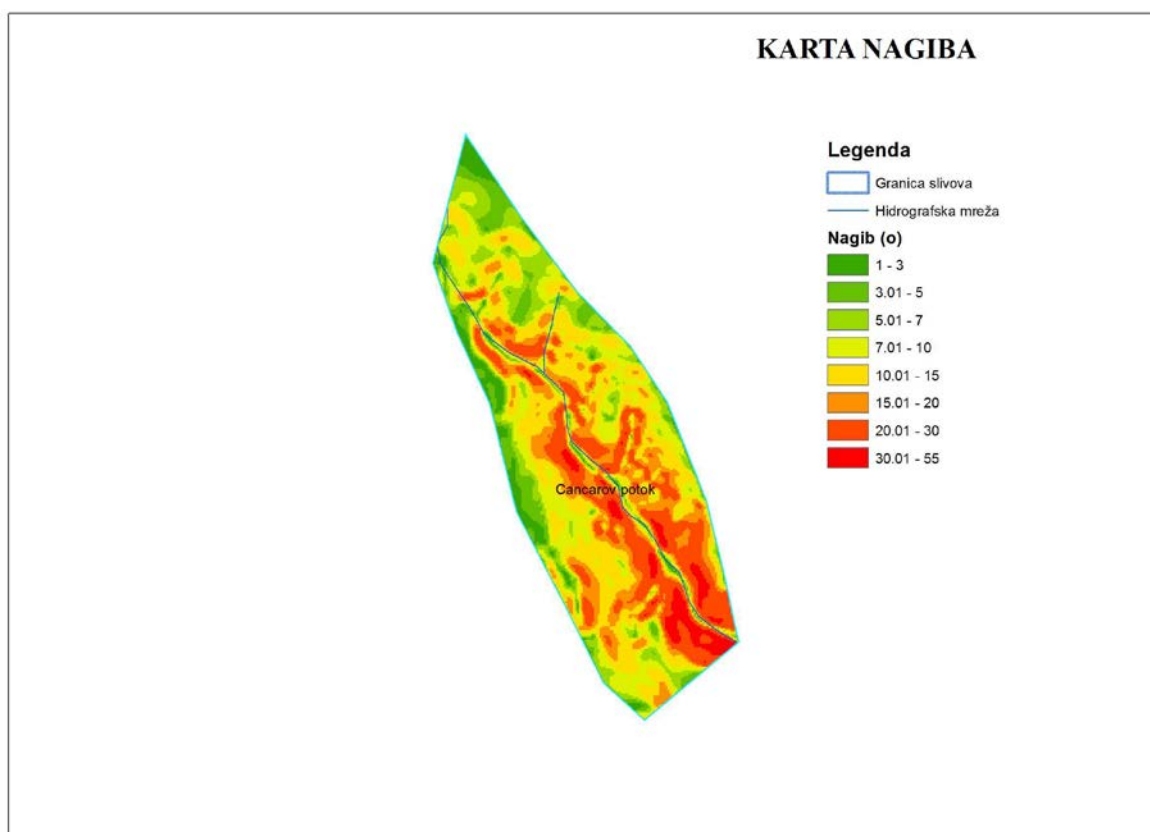 KARTA NAGIBA
Legenda
Granica slivova
Hidrografska mreža
Nagib (o)
1 - 3
3.01 - 5
5.01 - 7
7.01 - 10
10.01 - 15
15.01 - 20
20.01 - 30
30.01 - 55
Cancarov potok